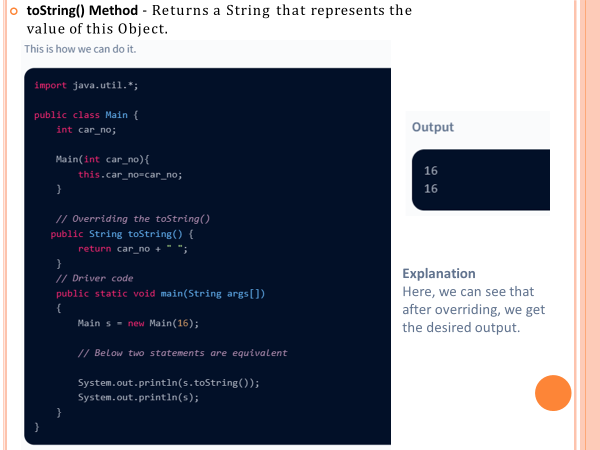 toString() Method - Returns a String that represents the
value of this Object.
This is how we can do it.
import java.util.*;
public class Main {
int car_no;
Main(int car_no){
this.car_no=car_no;
}
// Overriding the toString()
public String toString() {
return car_no + " ";
}
// Driver code
public static void main(String args[])
{
Main s = new Main(16);
// Below two statements are equivalent
System.out.println(s.toString());
System.out.println(s);
}
}
Output
16
16
Explanation
Here, we can see that
after overriding, we get
the desired output.